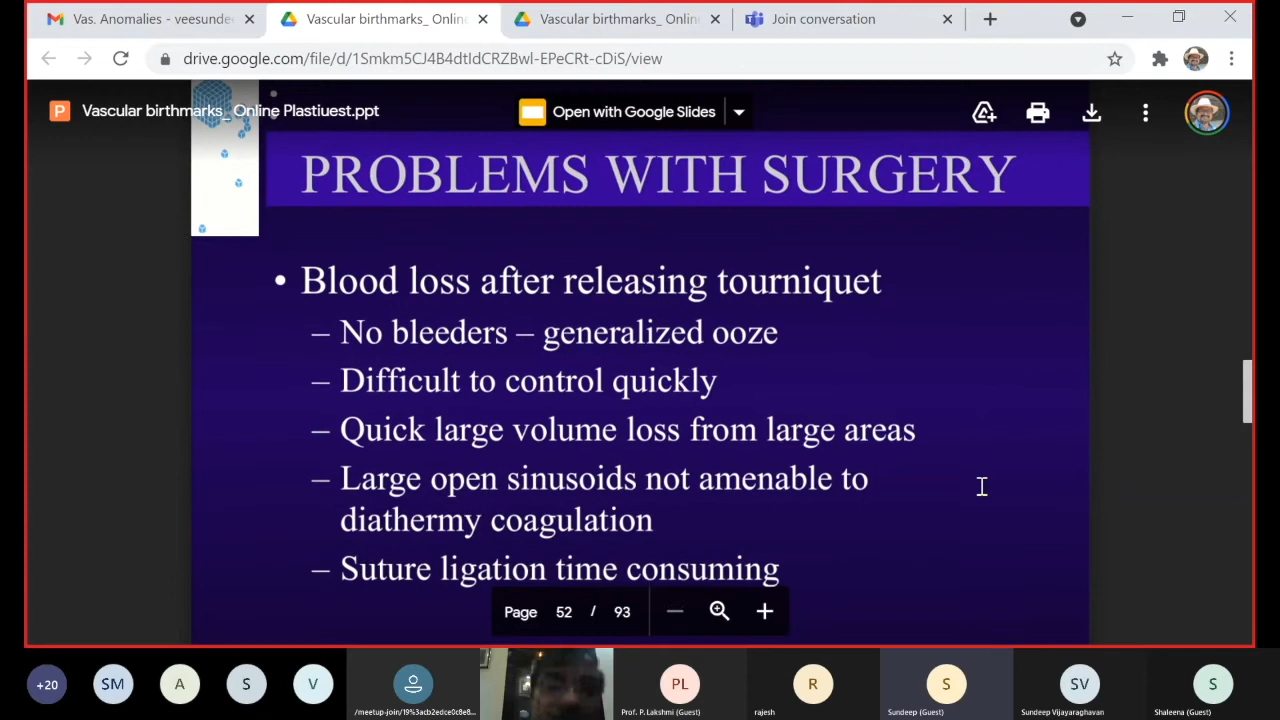 Vas. Anomalies - veesunde
Vascular birthmarks_ Onlin
Vascular birthmarks_ Onlin
Join conversation
drive.google.com/file/d/1Smkm5CJ4B4dtIdCRZBwl-EPeCRt-cDiS/view
P
Vascular birthmarks_ Online Plastiuest.ppt
Open with Google Slides
PROBLEMS WITH SURGERY
• Blood loss after releasing tourniquet
– No bleeders – generalized ooze
– Difficult to control quickly
– Quick large volume loss from large areas
– Large open sinusoids not amenable to
diathermy coagulation
– Suture ligation time consuming
Page 52 / 93
+20
SM
A
S
V
PL
R
S
SV
S
/meetup-join/19%3acb2edce0c8e8...
Prof. P. Lakshmi (Guest)
rajesh
Sundeep (Guest)
Sundeep Vijayaraghavan
Shaleena (Guest)